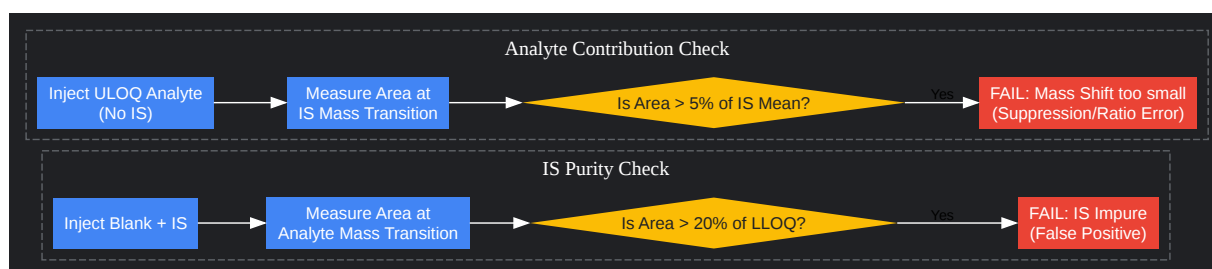 Analyte Contribution Check
Inject ULOQ Analyte
(No IS)
Measure Area at
IS Mass Transition
Is Area > 5% of IS Mean?
Yes
FAIL: Mass Shift too small
(Suppression/Ratio Error)
IS Purity Check
Inject Blank + IS
Measure Area at
Analyte Mass Transition
Is Area > 20% of LLOQ?
Yes
FAIL: IS Impure
(False Positive)